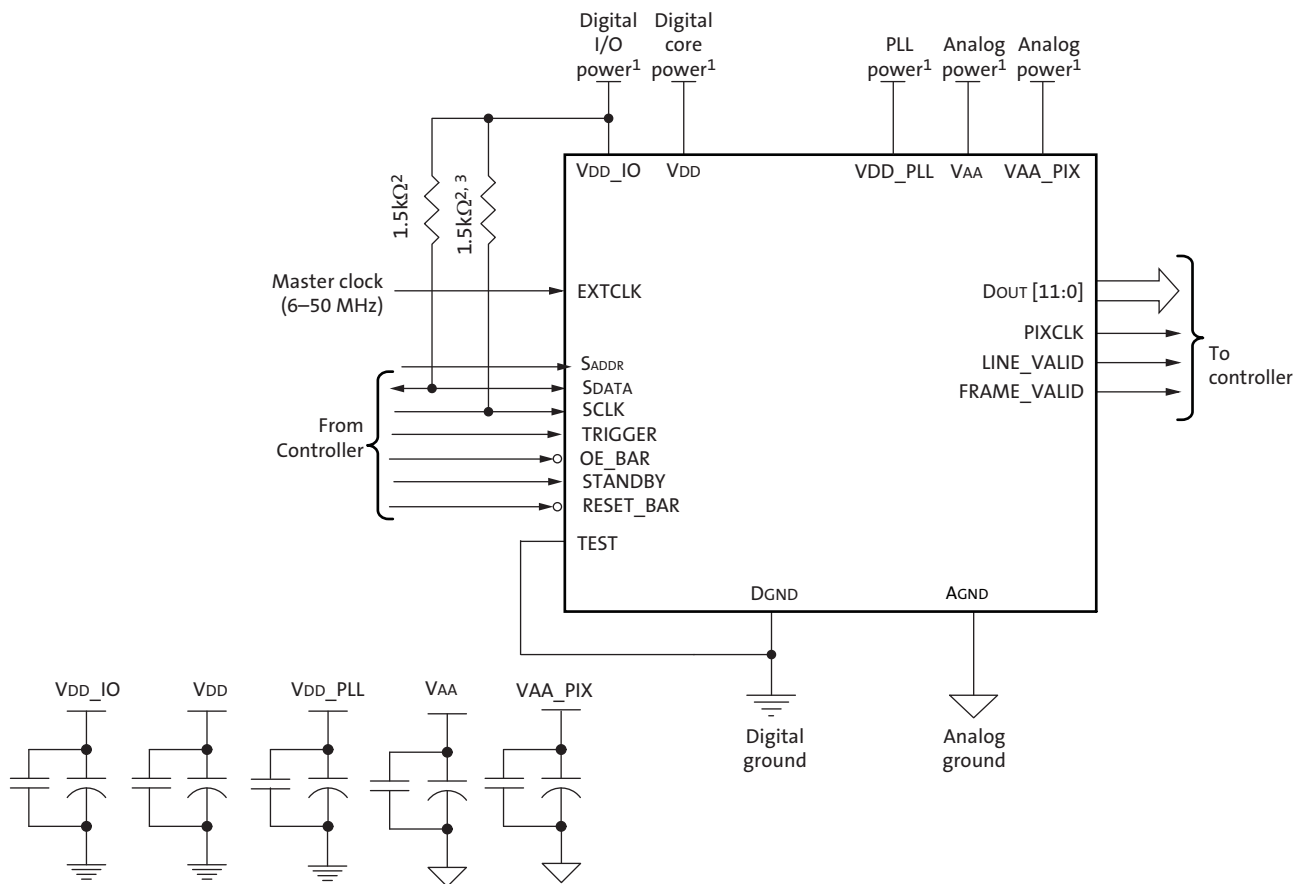 Digital
I/O
power1
Digital
core
power1
PLL
power1
Analog
power1
Analog
power1
VDD_IO
VDD
VDD_PLL
VAA
VAA_PIX
1.5kΩ2
1.5kΩ2, 3
Master clock
(6–50 MHz)
EXTCLK
DOUT [11:0]
PIXCLK
LINE_VALID
FRAME_VALID
To
controller
SADDR
SDATA
SCLK
TRIGGER
OE_BAR
STANDBY
RESET_BAR
From
Controller
TEST
DGND
AGND
Digital
ground
Analog
ground
VDD_IO
VDD
VDD_PLL
VAA
VAA_PIX